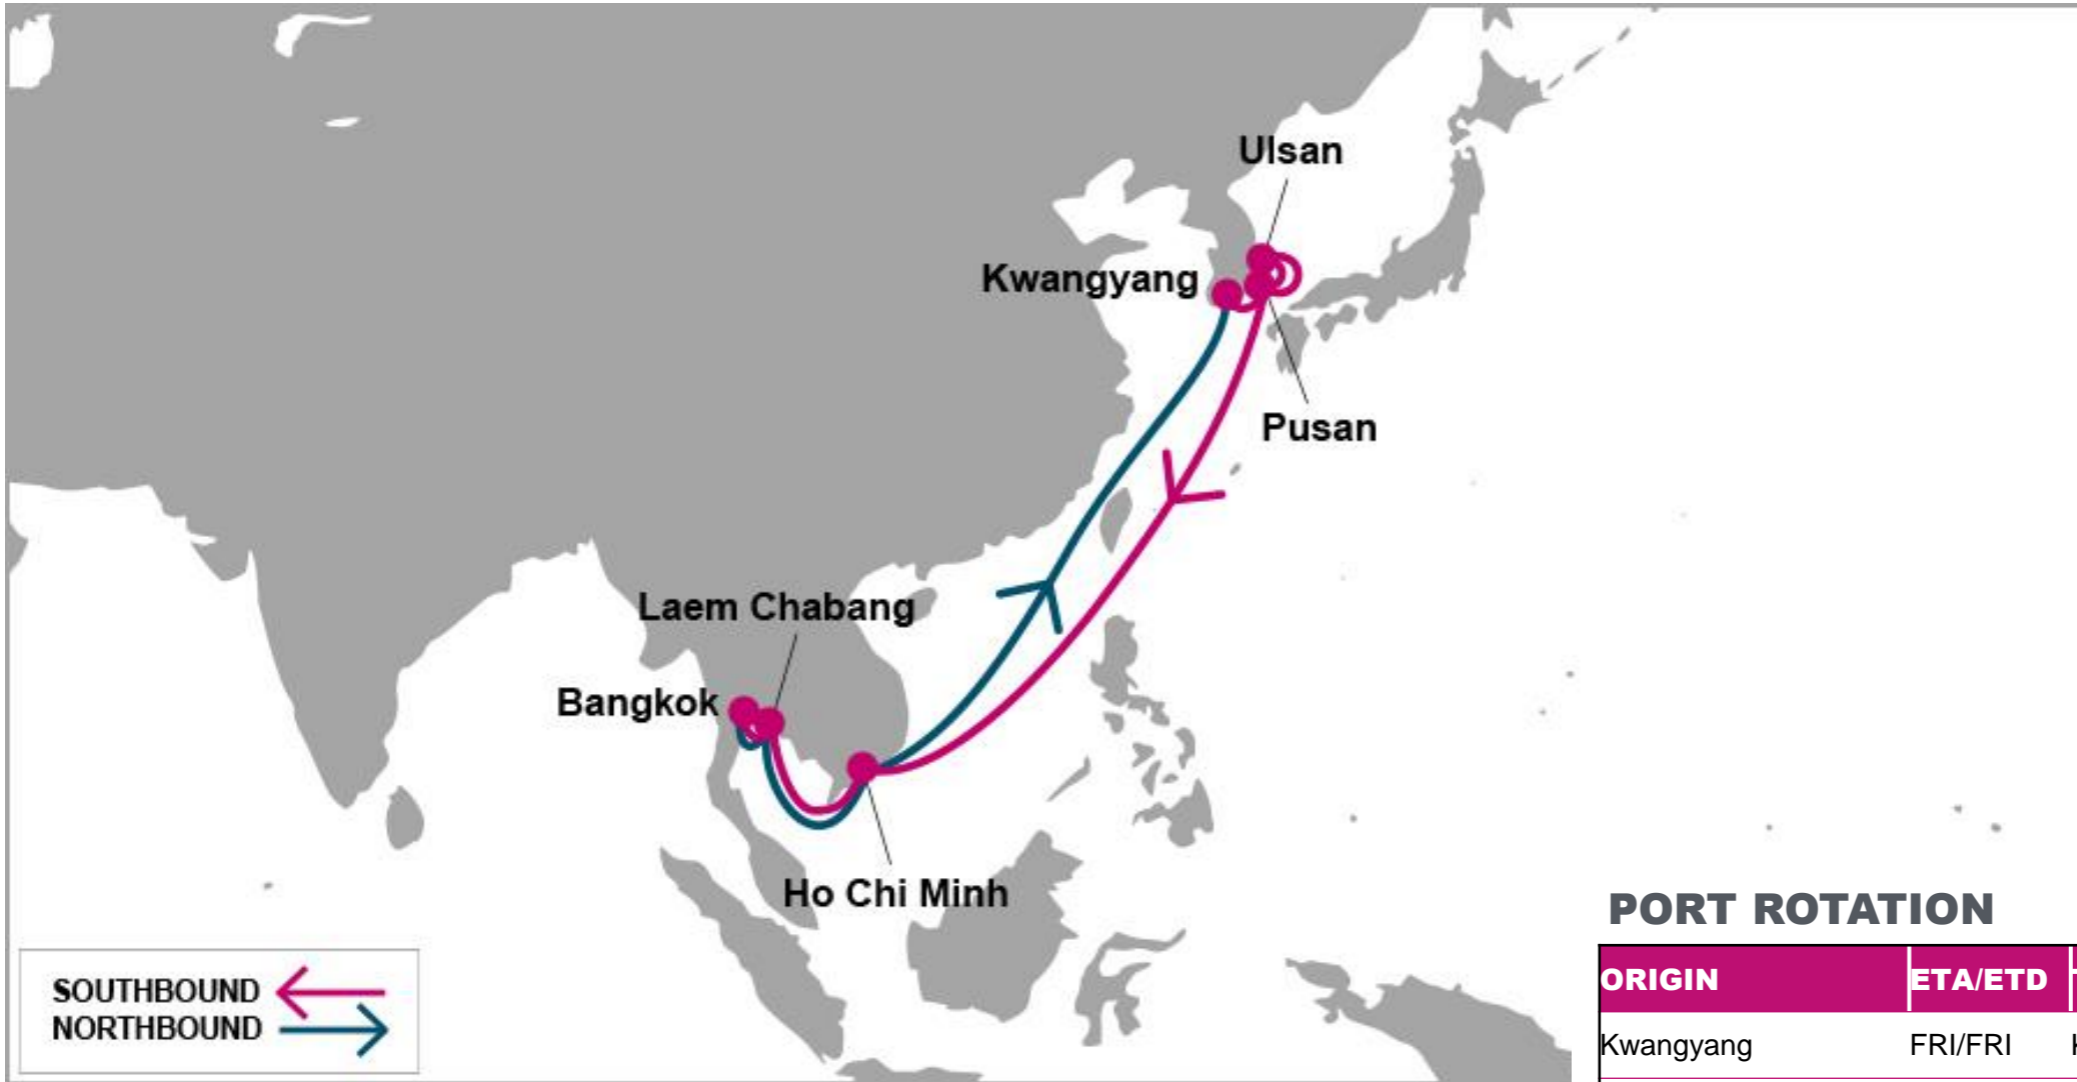 Ulsan
Kwangyang
Pusan
Laem Chabang
Bangkok
Ho Chi Minh
SOUTHBOUND
NORTHBOUND
PORT ROTATION
ORIGIN ETA/ETD
Kwangyang FRI/FRI